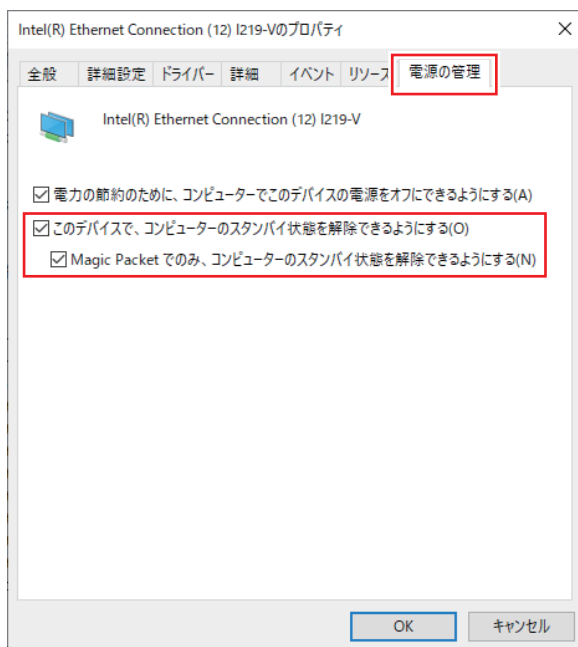 Intel(R) Ethernet Connection (12) I219-Vのプロパティ
全般 詳細設定 ドライバー 詳細 イベント リソース 電源の管理
Intel(R) Ethernet Connection (12) I219-V
電力の節約のために、コンピューターでこのデバイスの電源をオフにできるようにする(A)
このデバイスで、コンピューターのスタンバイ状態を解除できるようにする(O)
Magic Packet でのみ、コンピューターのスタンバイ状態を解除できるようにする(N)
OK キャンセル